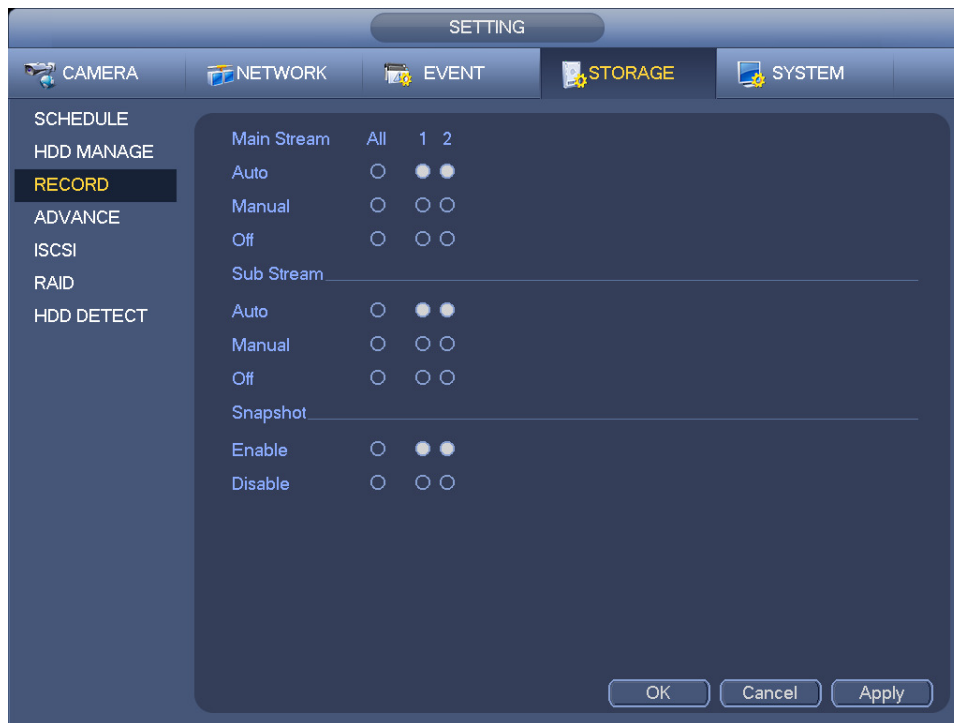 SETTING
CAMERA NETWORK EVENT STORAGE SYSTEM
SCHEDULE
HDD MANAGE
RECORD
ADVANCE
ISCSI
RAID
HDD DETECT
Main Stream All 1 2
Auto
Manual
Off
Sub Stream
Auto
Manual
Off
Snapshot
Enable
Disable
OK Cancel Apply